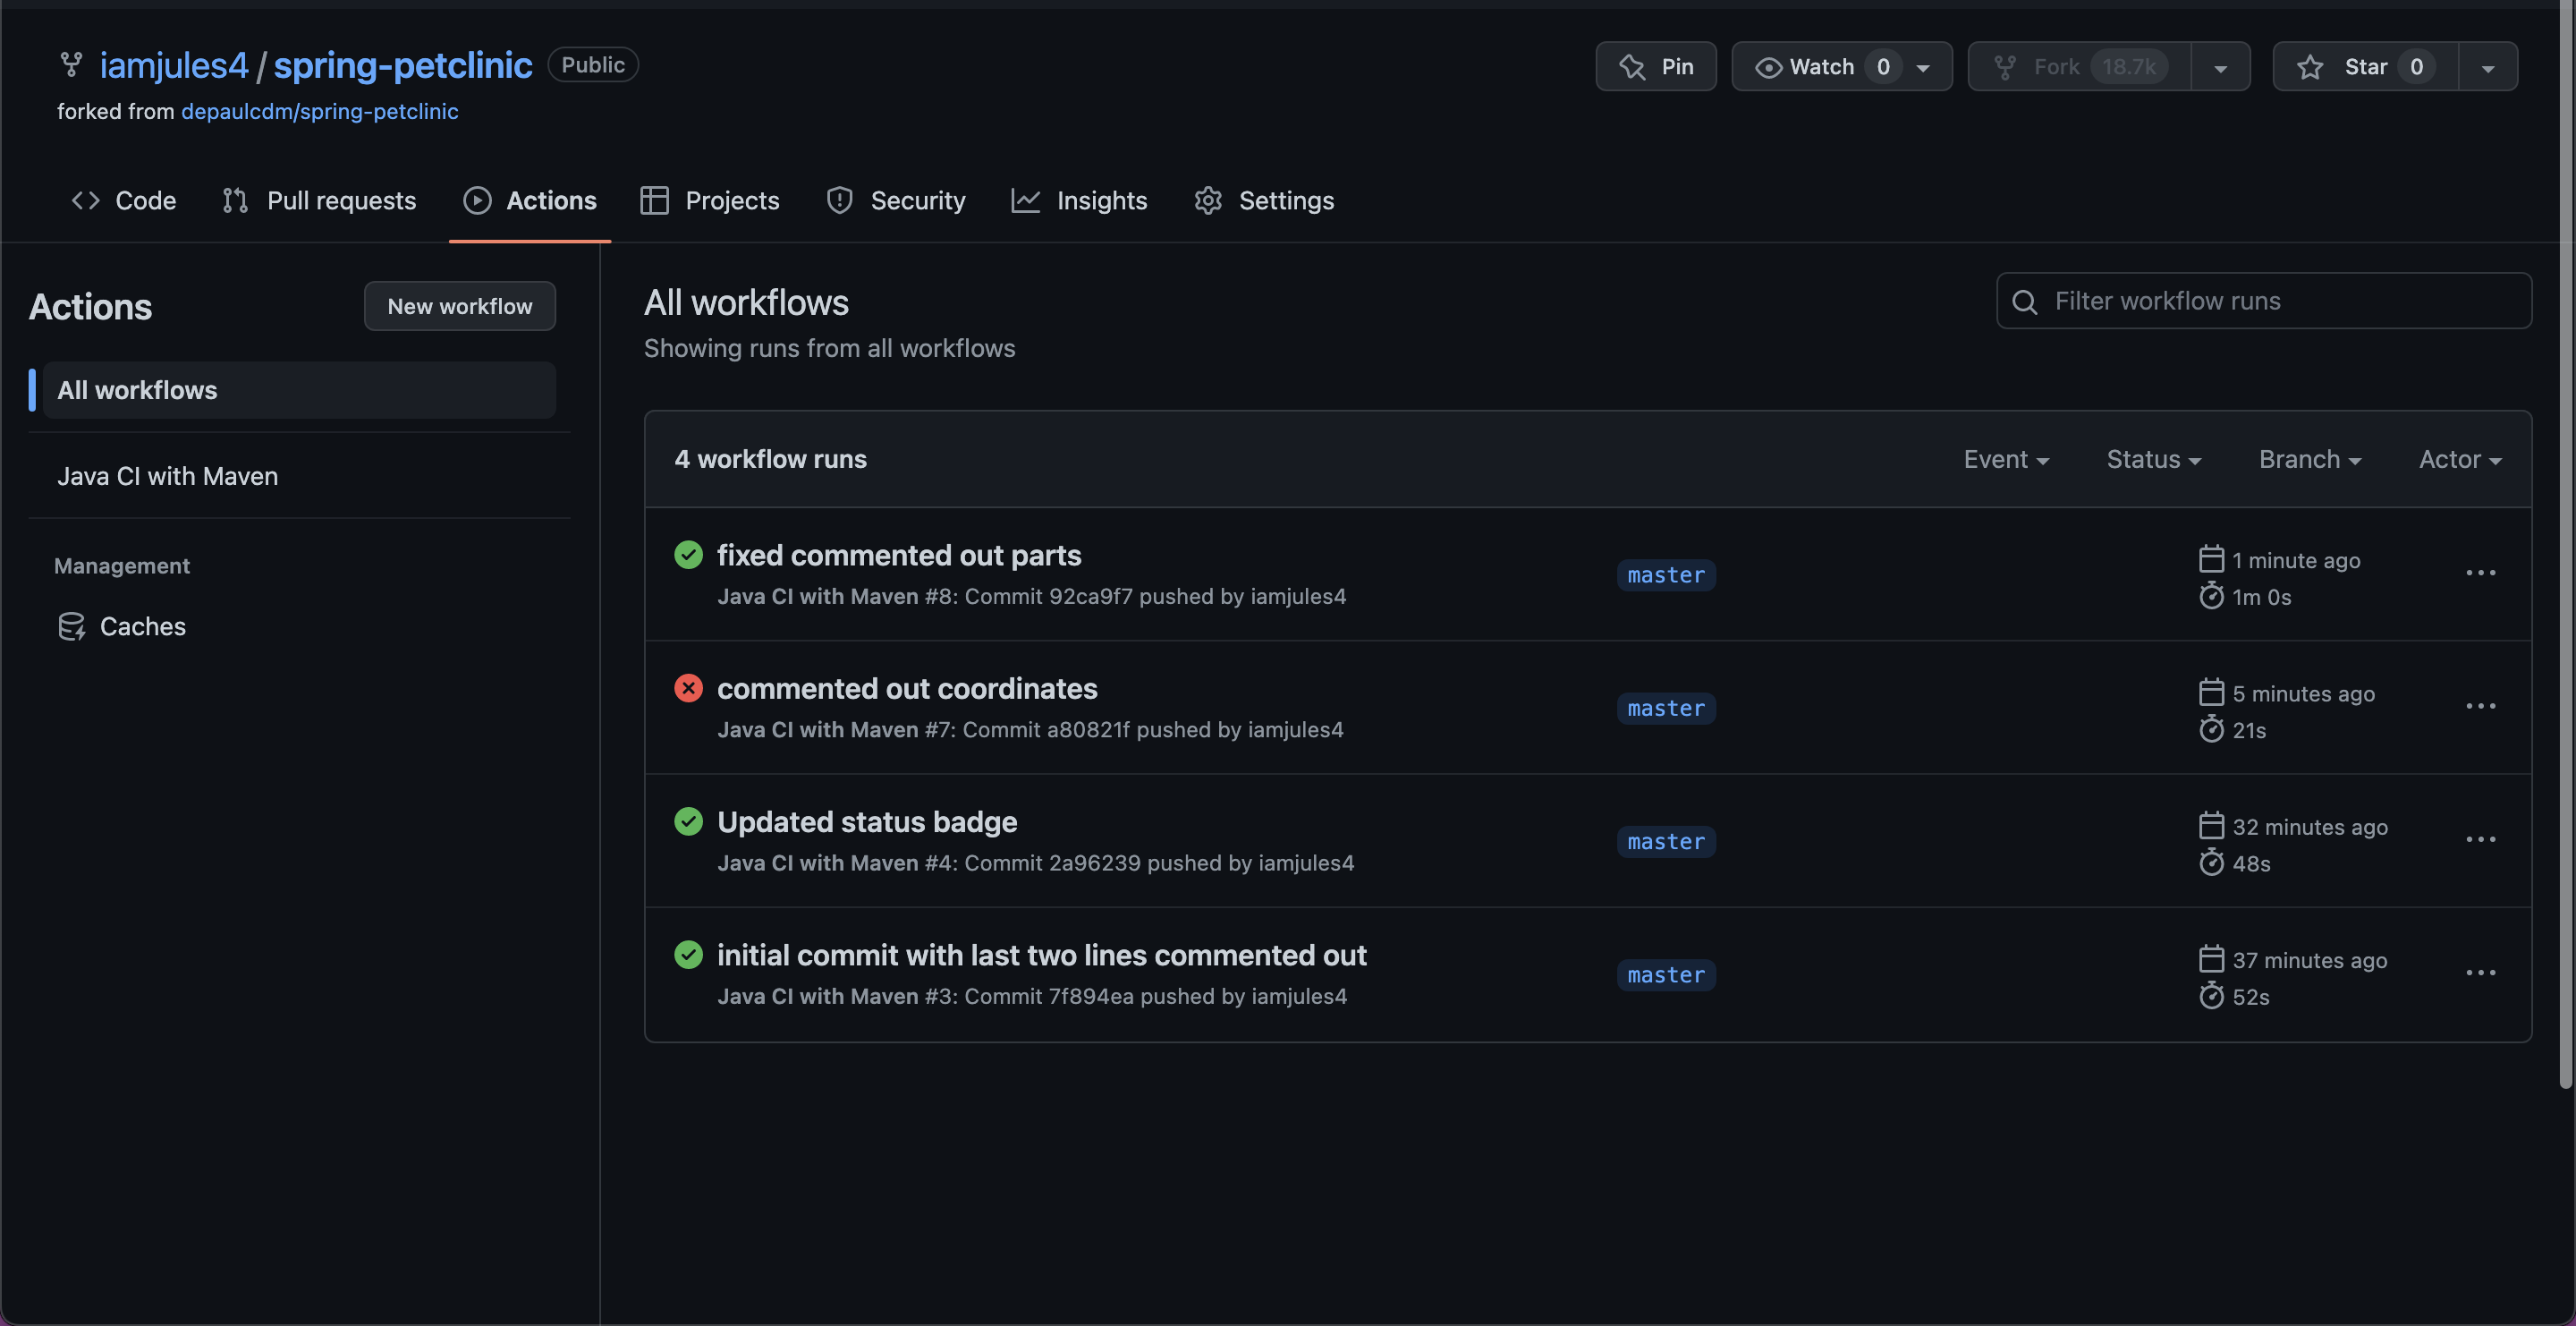 iamjules4 / spring-petclinic Public
Pin Watch 0 Fork 18.7k Star 0
forked from depaulcdm/spring-petclinic
Code Pull requests Actions Projects Security Insights Settings
Actions New workflow
All workflows
Java CI with Maven
Management
Caches
All workflows
Showing runs from all workflows
Filter workflow runs
4 workflow runs Event Status Branch Actor
fixed commented out parts
Java CI with Maven #8: Commit 92ca9f7 pushed by iamjules4
master
1 minute ago
1m 0s
commented out coordinates
Java CI with Maven #7: Commit a80821f pushed by iamjules4
master
5 minutes ago
21s
Updated status badge
Java CI with Maven #4: Commit 2a96239 pushed by iamjules4
master
32 minutes ago
48s
initial commit with last two lines commented out
Java CI with Maven #3: Commit 7f894ea pushed by iamjules4
master
37 minutes ago
52s